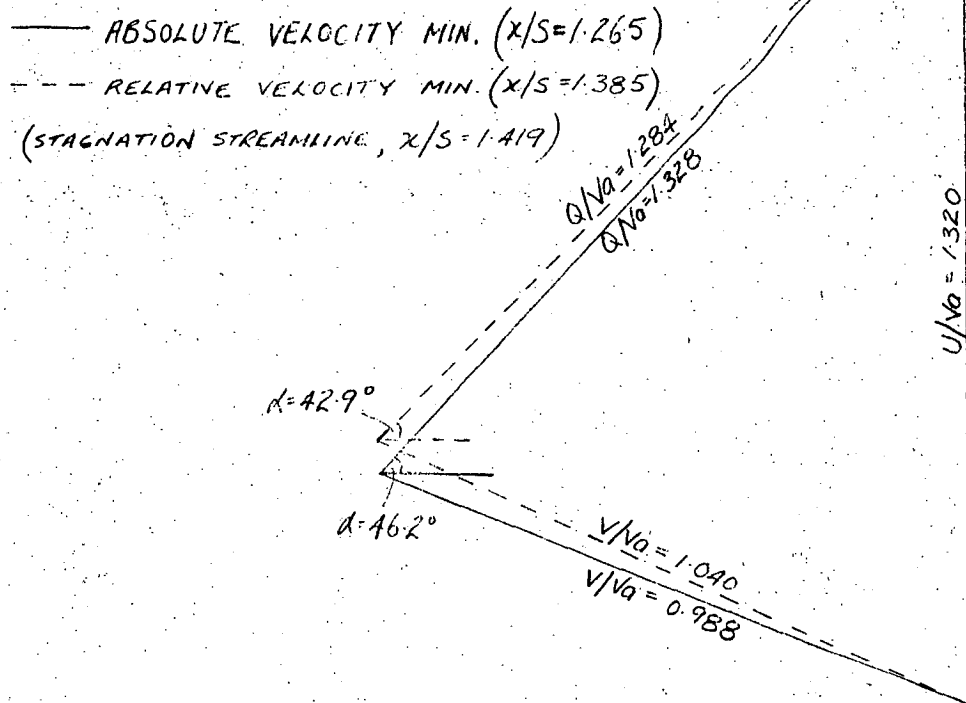 ABSOLUTE VELOCITY MIN. (x/S=1.265)
RELATIVE VELOCITY MIN. (x/S=1.385)
(STAGNATION STREAMLINE, x/S=1.419)
Q/Va=1.284
Q/Va=1.328
U/Va = 1.320
α=42.9°
α=46.2°
V/Va = 1.040
V/Va = 0.988